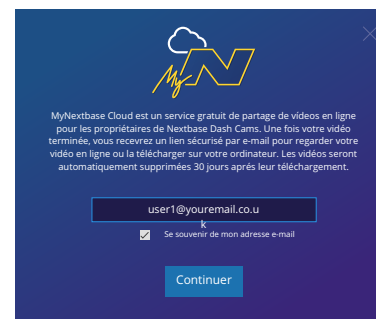 My N
MyNextbase Cloud est un service gratuit de partage de vídeos en ligne
pour les propriétaires de Nextbase Dash Cams. Une fois votre vidéo
terminée, vous recevrez un lien sécurisé par e-mail pour regarder votre
vidéo en ligne ou la télécharger sur votre ordinateur. Les vidéos seront
automatiquement supprimées 30 jours aprés leur téléchargement.
user1@youremail.co.u
k
Se souvenir de mon adresse e-mail
Continuer